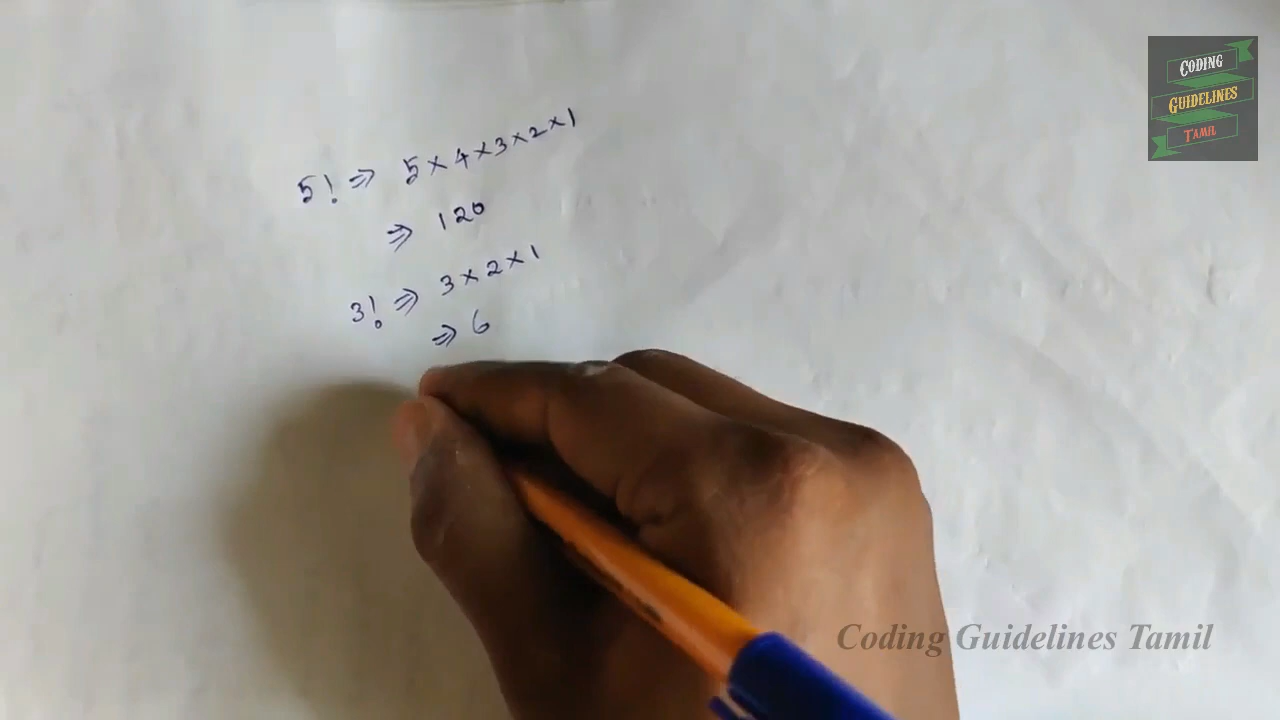 5! ⇒ 5 × 4 × 3 × 2 × 1
⇒ 120
3! ⇒ 3 × 2 × 1
⇒ 6
CODING
GUIDELINES
TAMIL
Coding Guidelines Tamil